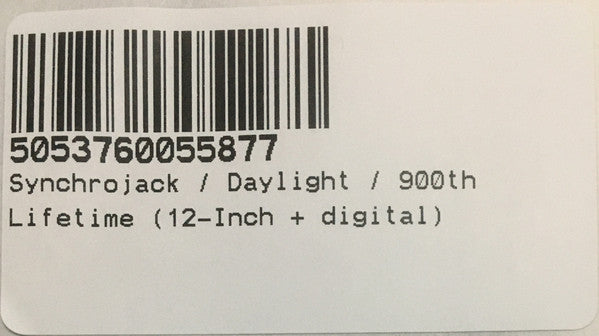 5053760055877
Synchrojack / Daylight / 900th
Lifetime (12-Inch + digital)